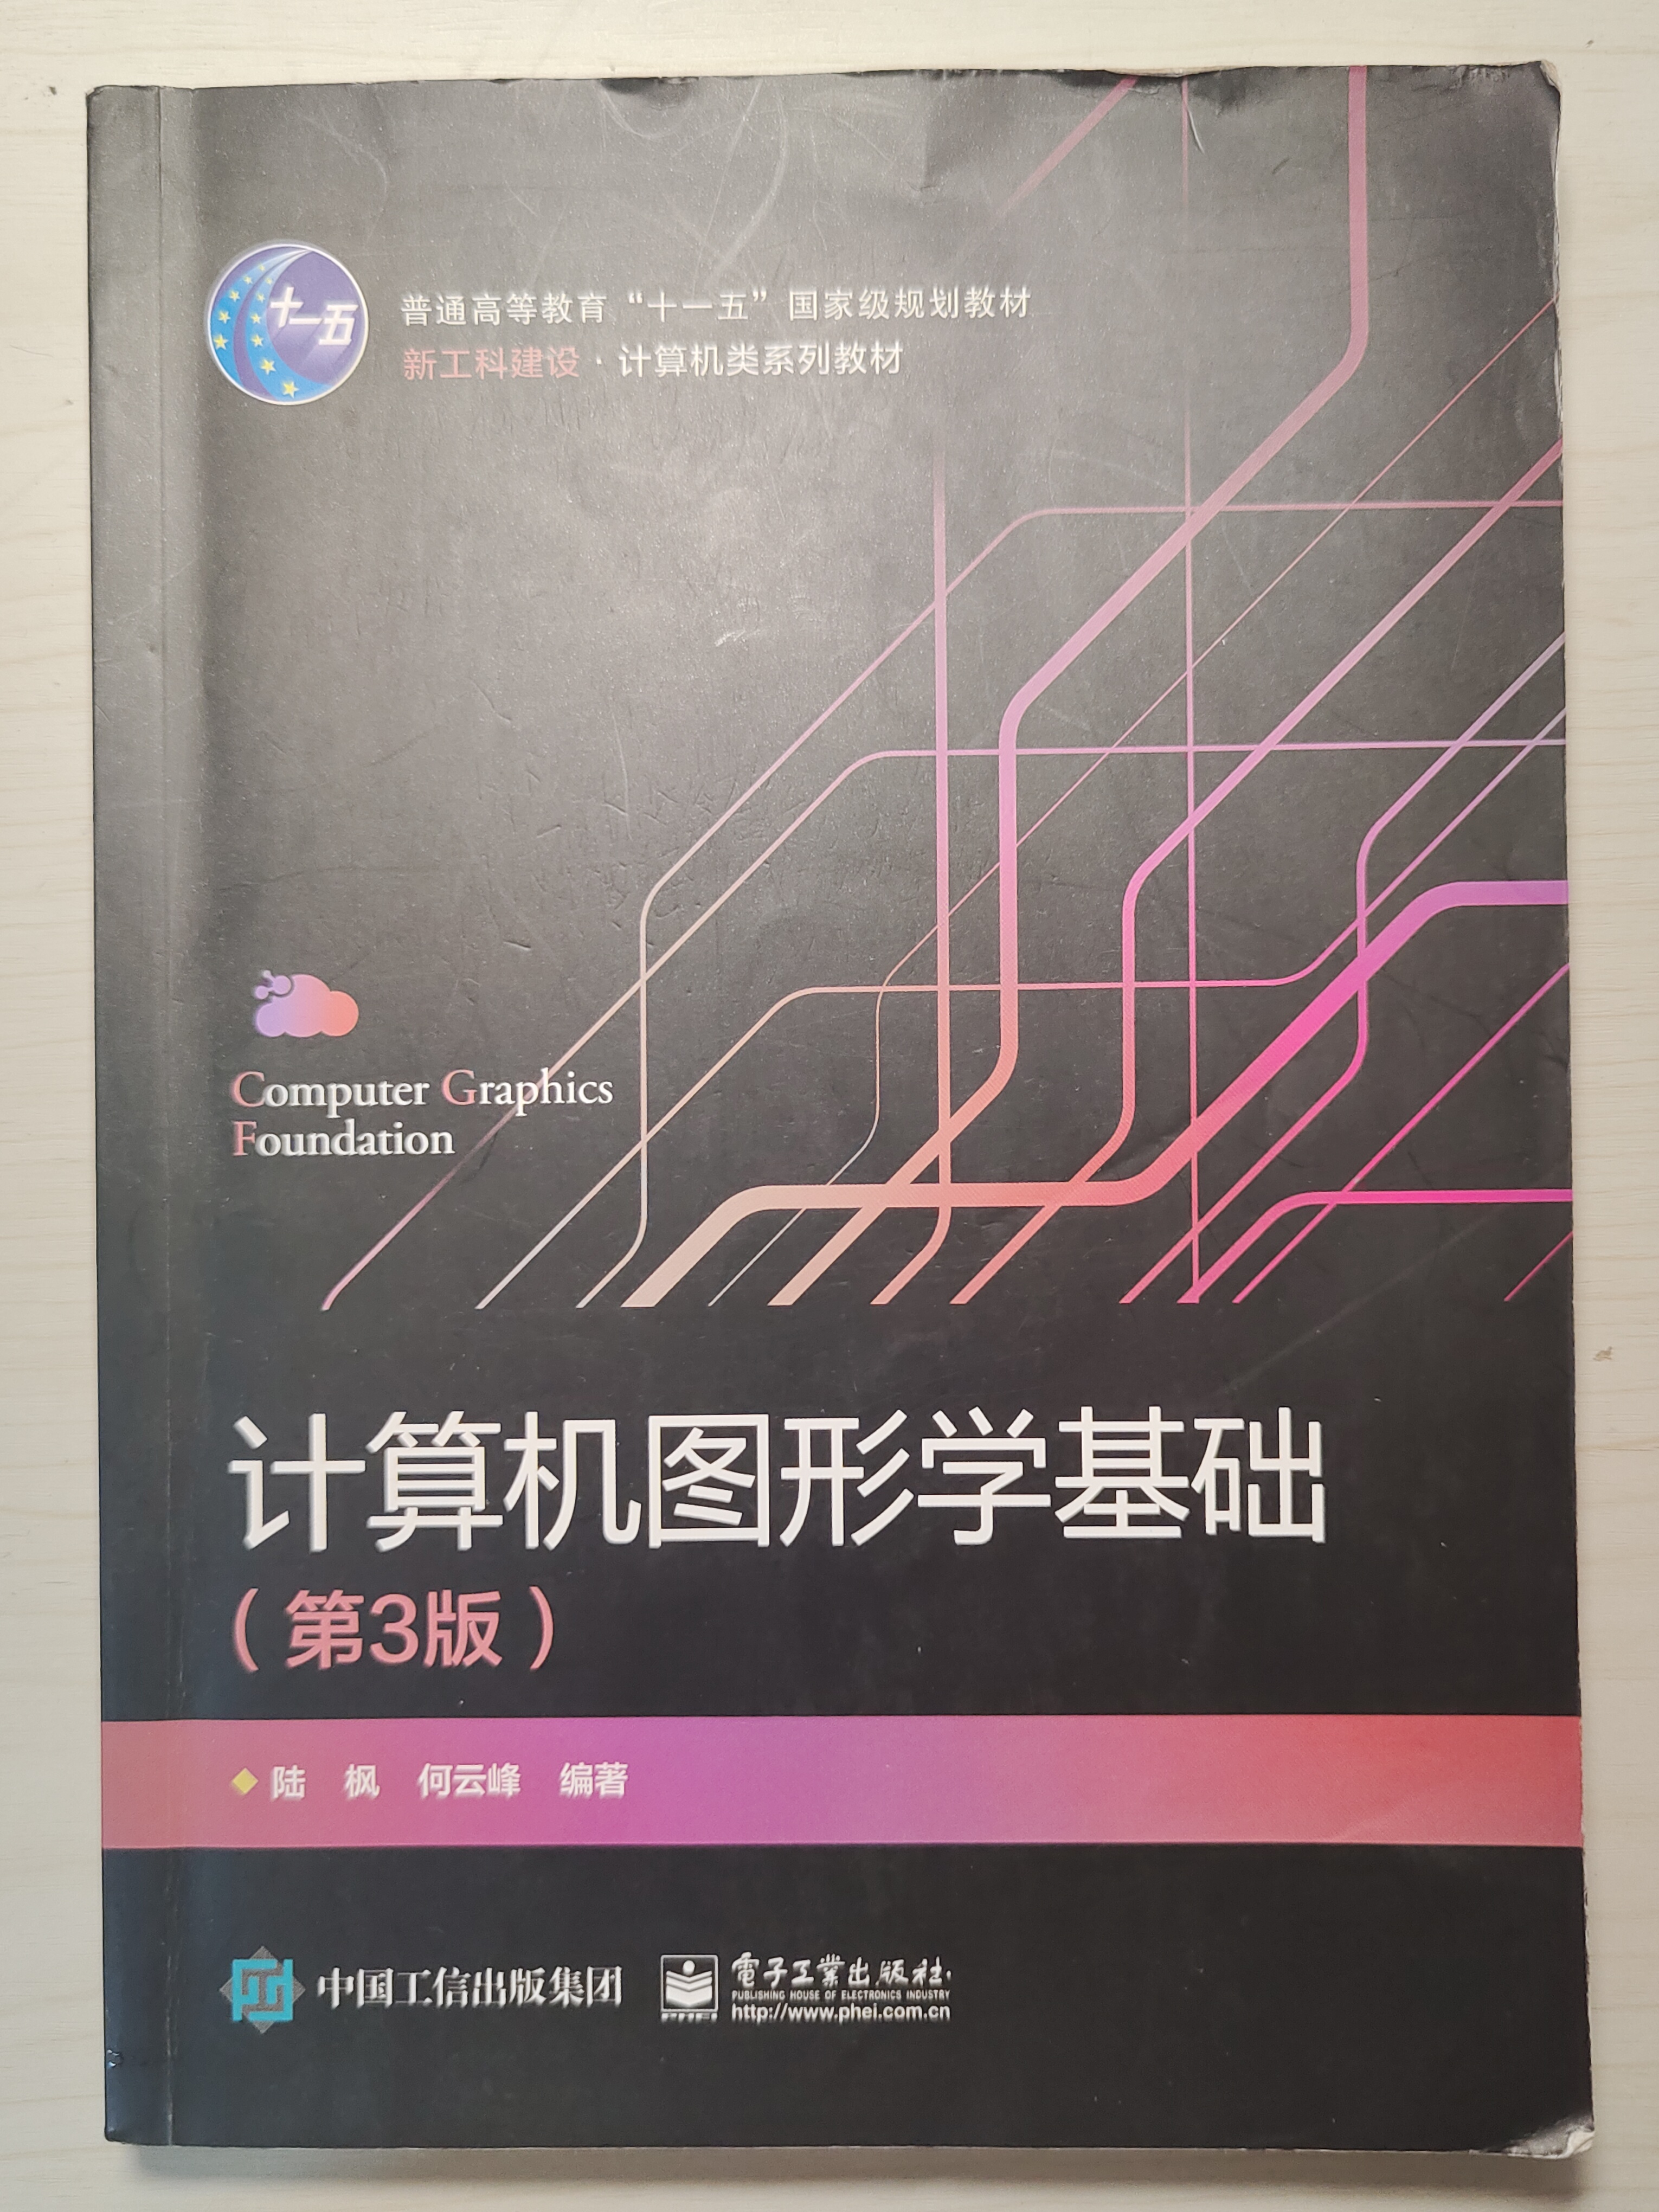 十一五
普通高等教育“十一五”国家级规划教材
新工科建设·计算机类系列教材
Computer Graphics
Foundation
计算机图形学基础
（第3版）
陆 枫 何云峰 编著
中国工信出版集团
PHEI
電子工業出版社·
PUBLISHING HOUSE OF ELECTRONICS INDUSTRY
http://www.phei.com.cn